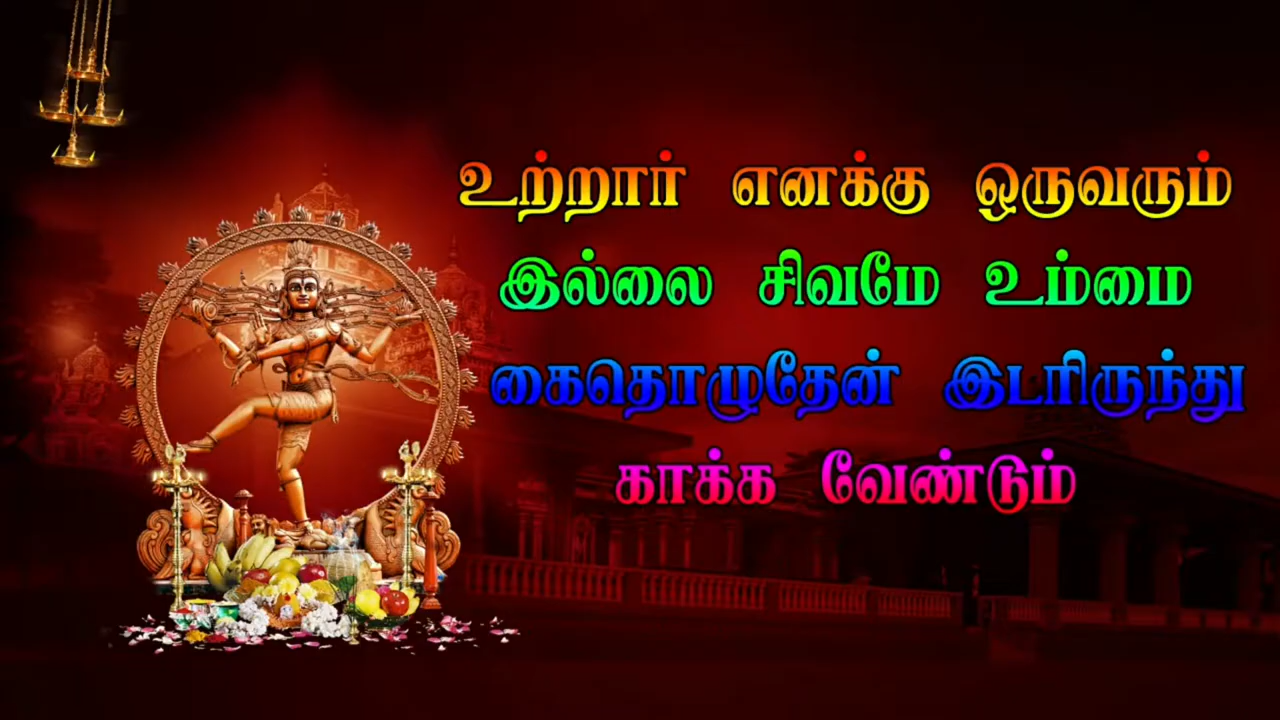 உற்றார் எனக்கு ஒருவரும்
இல்லை சிவமே உம்மை
கைதொழுதேன் இடரிருந்து
காக்க வேண்டும்